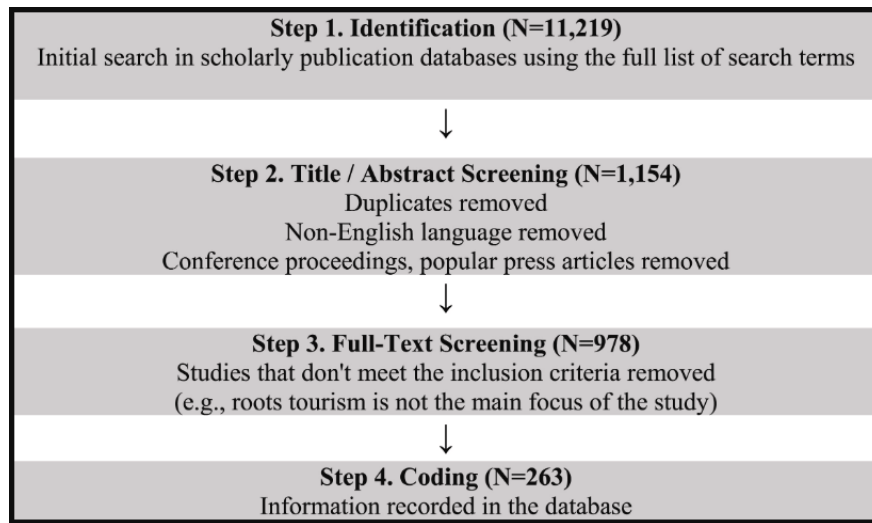 Step 1. Identification (N=11,219)
Initial search in scholarly publication databases using the full list of search terms
↓
Step 2. Title / Abstract Screening (N=1,154)
Duplicates removed
Non-English language removed
Conference proceedings, popular press articles removed
↓
Step 3. Full-Text Screening (N=978)
Studies that don't meet the inclusion criteria removed
(e.g., roots tourism is not the main focus of the study)
↓
Step 4. Coding (N=263)
Information recorded in the database